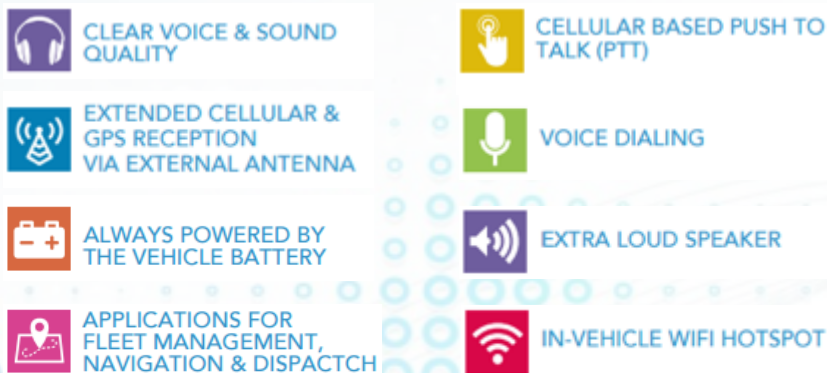 CLEAR VOICE & SOUND
QUALITY
CELLULAR BASED PUSH TO
TALK (PTT)
EXTENDED CELLULAR &
GPS RECEPTION
VIA EXTERNAL ANTENNA
VOICE DIALING
ALWAYS POWERED BY
THE VEHICLE BATTERY
EXTRA LOUD SPEAKER
APPLICATIONS FOR
FLEET MANAGEMENT,
NAVIGATION & DISPACTCH
IN-VEHICLE WIFI HOTSPOT